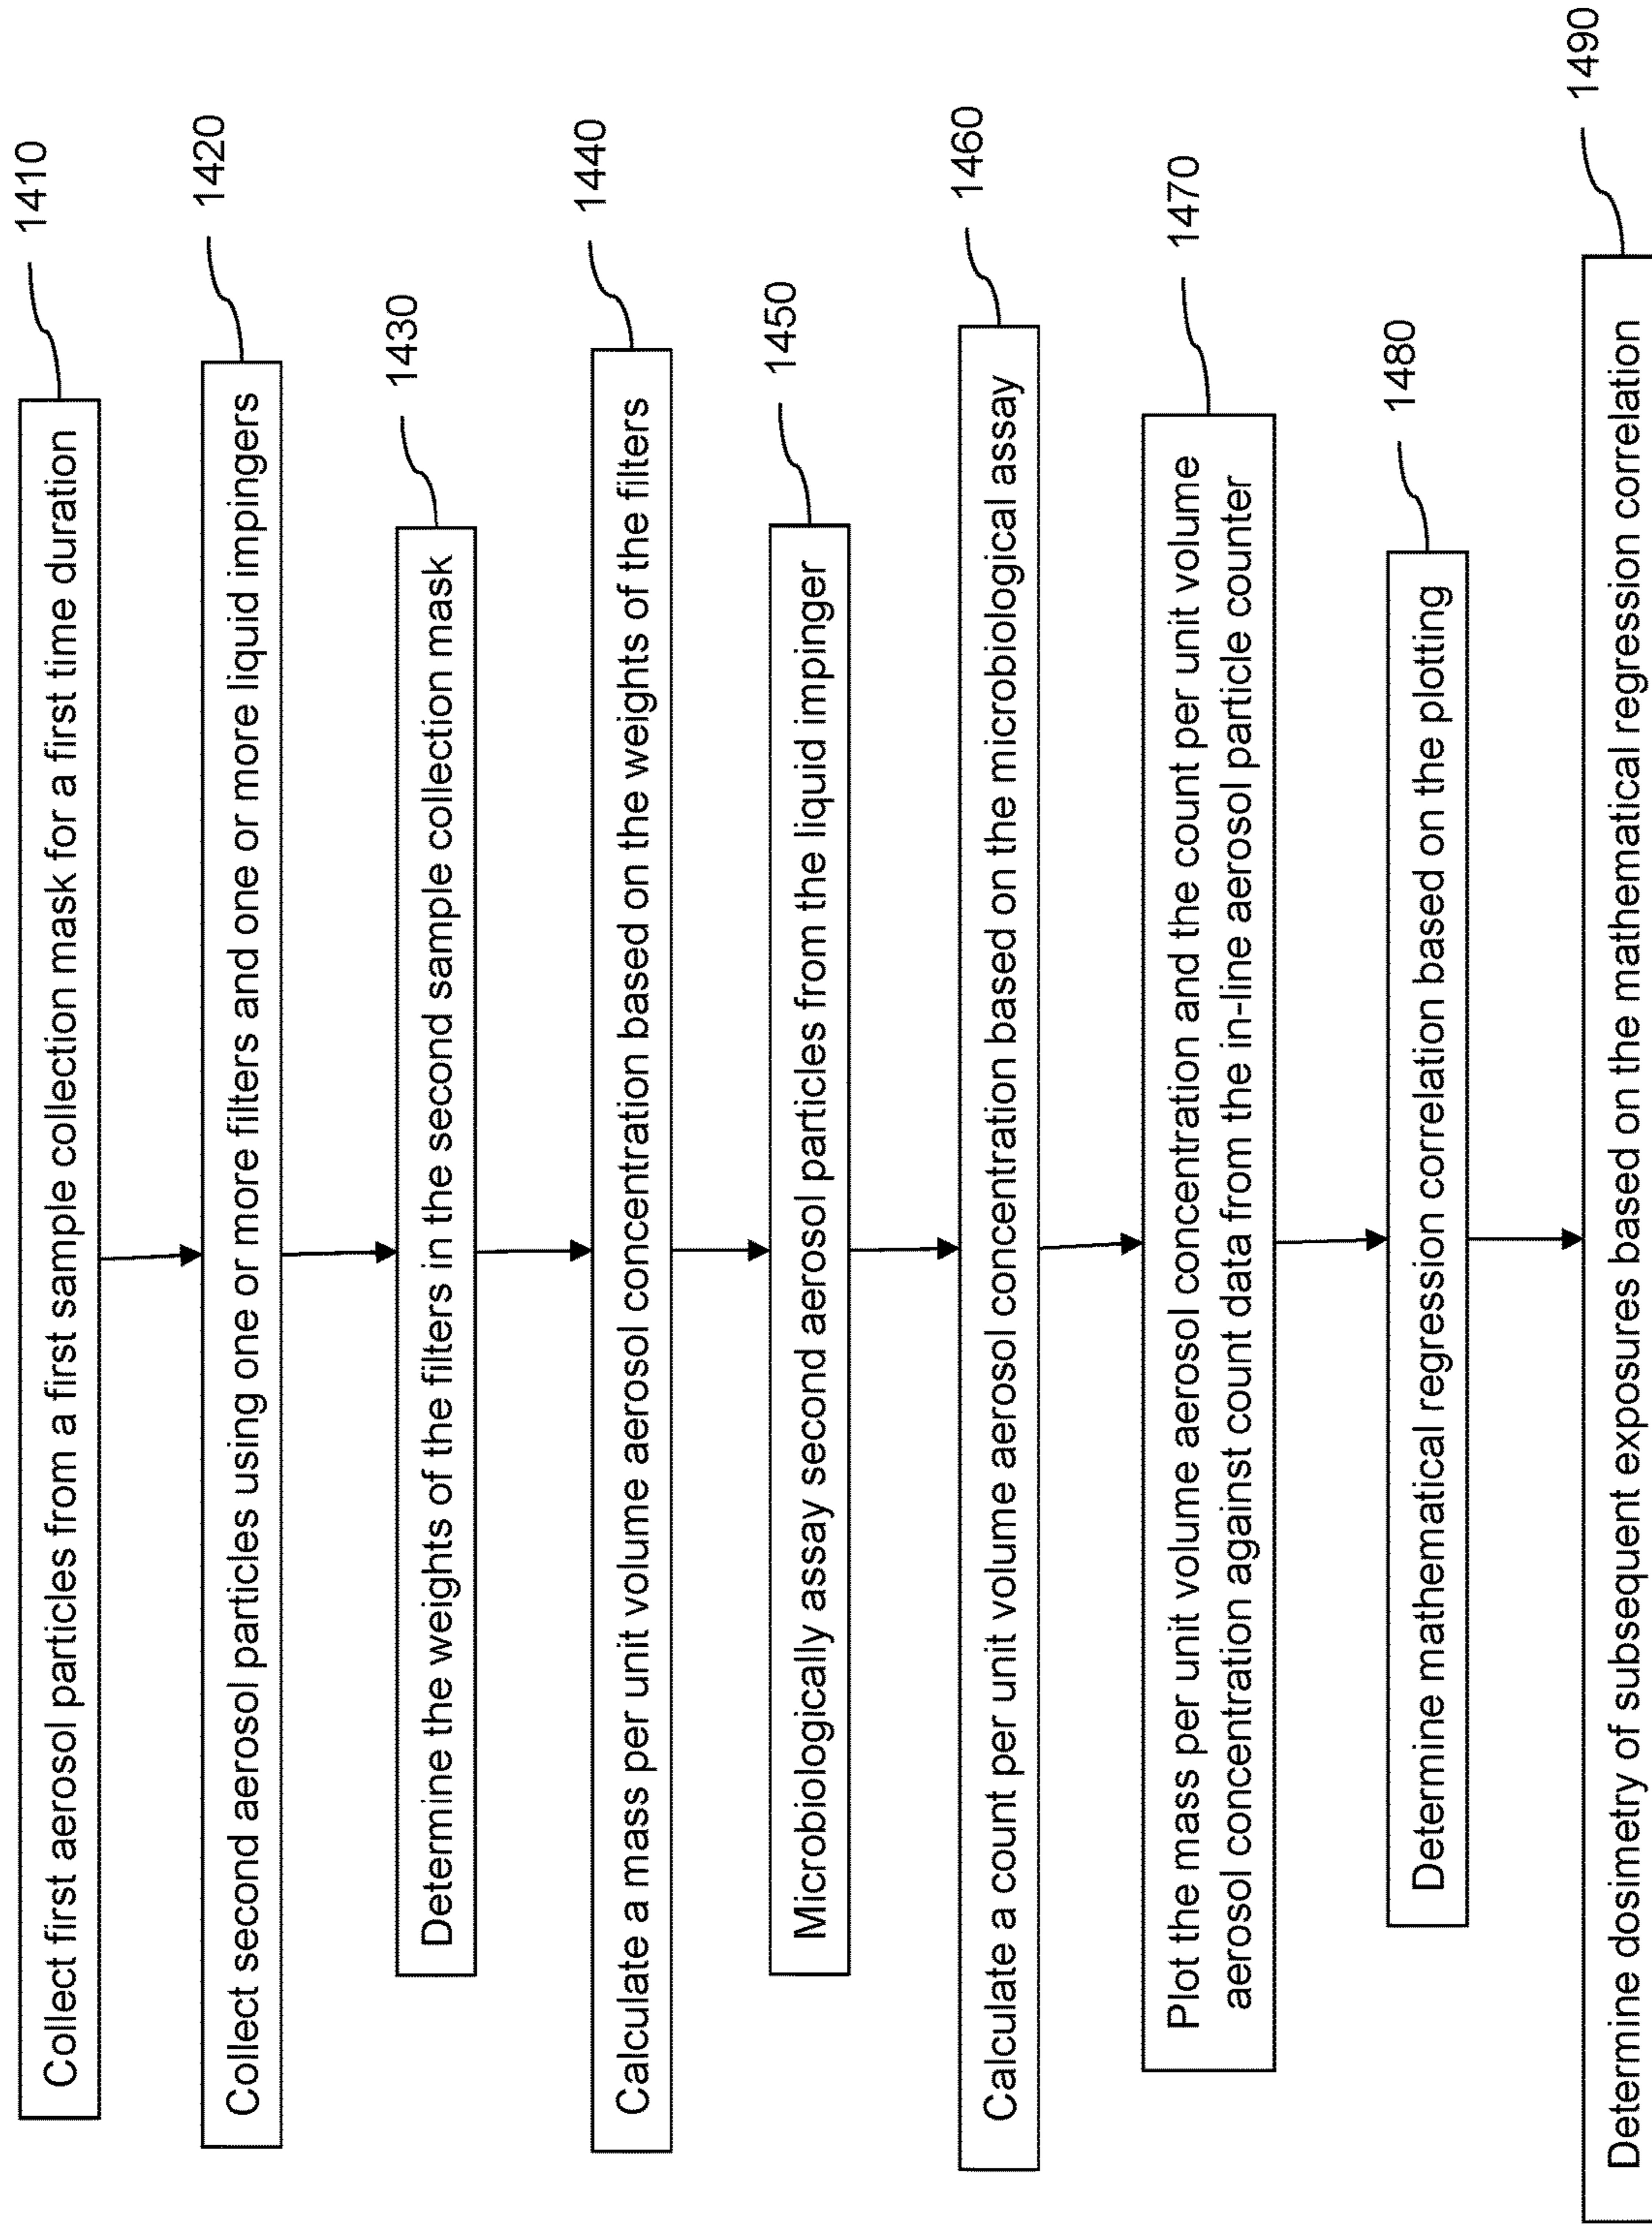 Collect first aerosol particles from a first sample collection mask for a first time duration
1410
Collect second aerosol particles using one or more filters and one or more liquid impingers
1420
Determine the weights of the filters in the second sample collection mask
1430
Calculate a mass per unit volume aerosol concentration based on the weights of the filters
1440
Microbiologically assay second aerosol particles from the liquid impinger
1450
Calculate a count per unit volume aerosol concentration based on the microbiological assay
1460
Plot the mass per unit volume aerosol concentration and the count per unit volume
aerosol concentration against count data from the in-line aerosol particle counter
1470
Determine mathematical regression correlation based on the plotting
1480
Determine dosimetry of subsequent exposures based on the mathematical regression correlation
1490